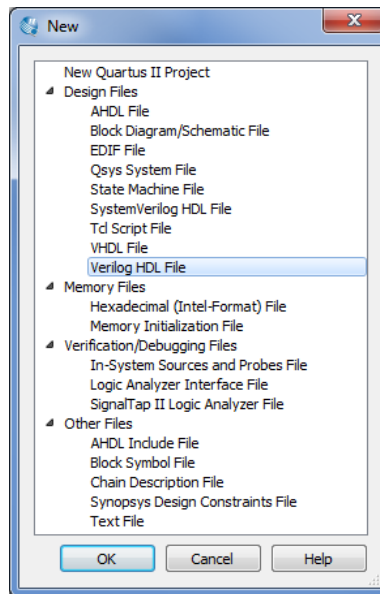 New
New Quartus II Project
Design Files
AHDL File
Block Diagram/Schematic File
EDIF File
Qsys System File
State Machine File
SystemVerilog HDL File
Tcl Script File
VHDL File
Verilog HDL File
Memory Files
Hexadecimal (Intel-Format) File
Memory Initialization File
Verification/Debugging Files
In-System Sources and Probes File
Logic Analyzer Interface File
SignalTap II Logic Analyzer File
Other Files
AHDL Include File
Block Symbol File
Chain Description File
Synopsys Design Constraints File
Text File
OK Cancel Help